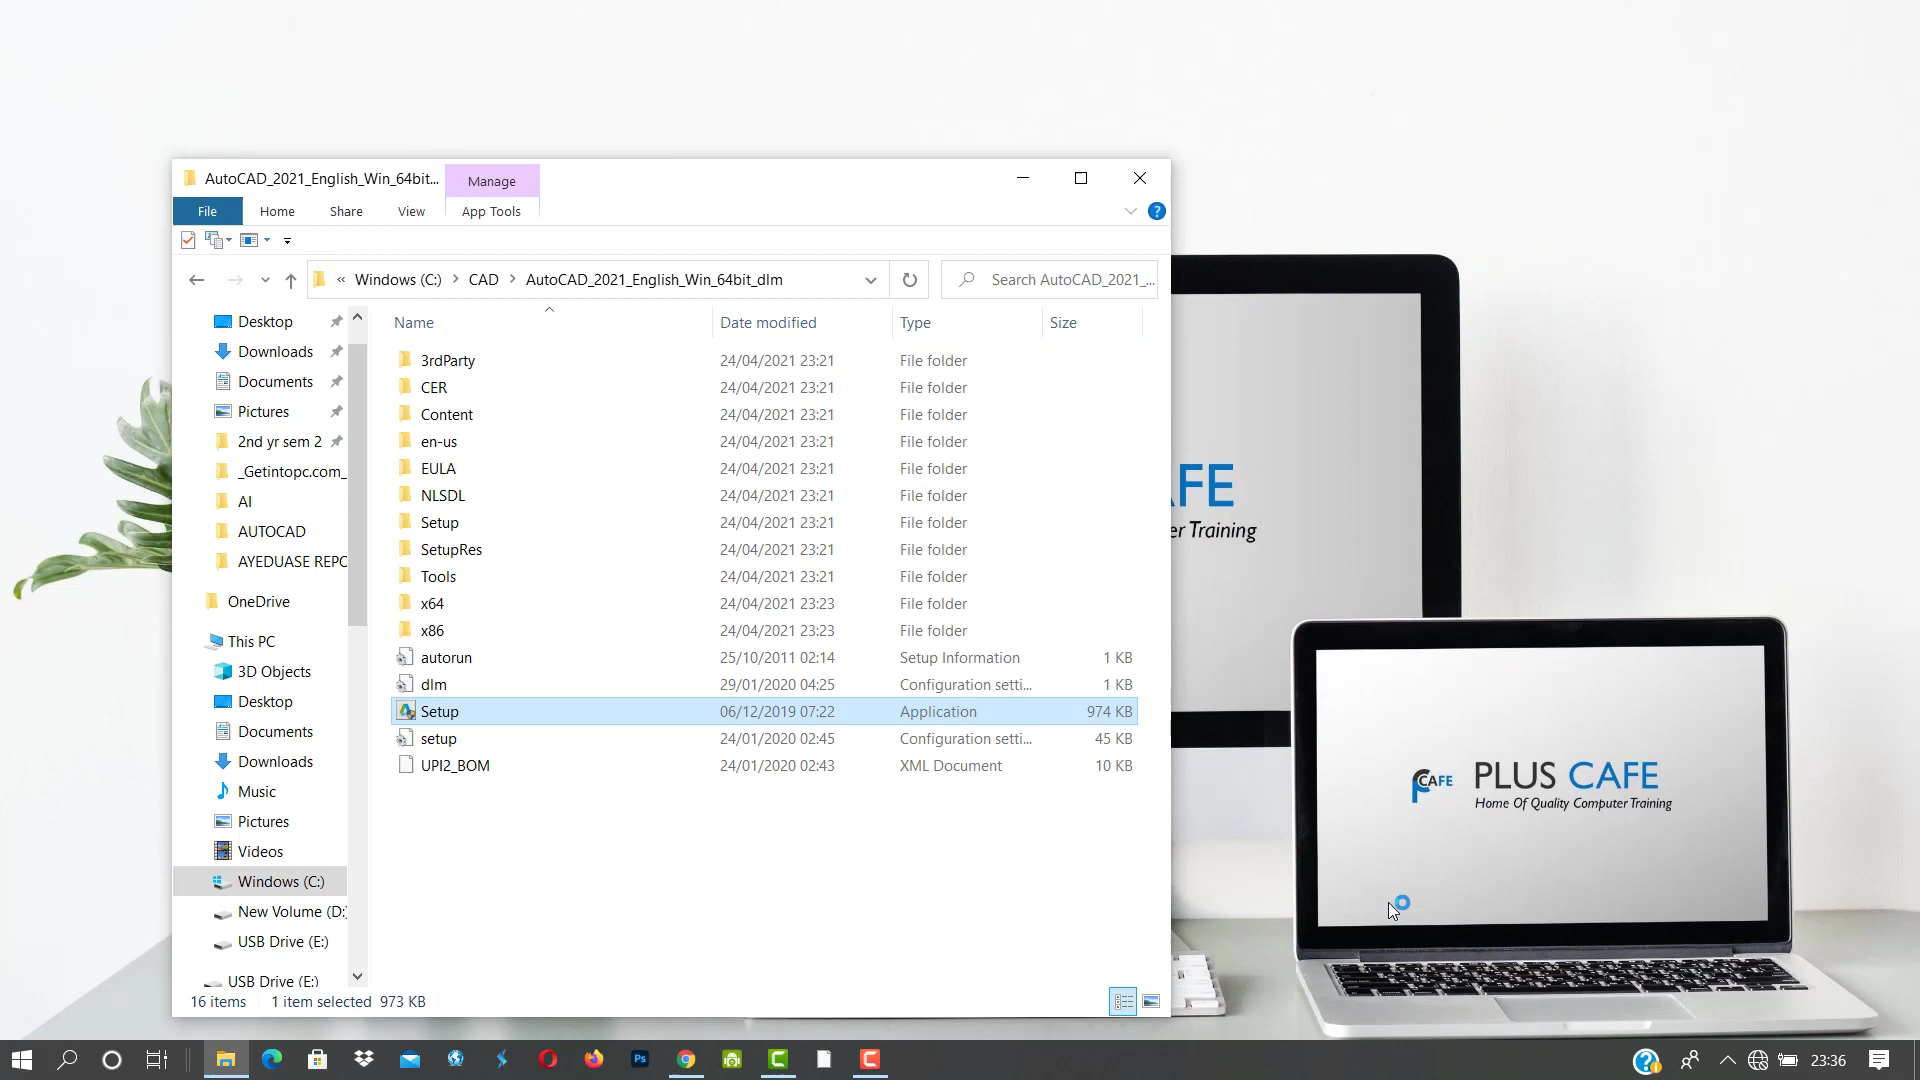 AutoCAD_2021_English_Win_64bit...
Manage
File
Home
Share
View
App Tools
?
« Windows (C:) > CAD > AutoCAD_2021_English_Win_64bit_dlm
Search AutoCAD_2021_...
Desktop
Downloads
Documents
Pictures
2nd yr sem 2
_Getintopc.com_
AI
AUTOCAD
AYEDUASE REPO
OneDrive
This PC
3D Objects
Desktop
Documents
Downloads
Music
Pictures
Videos
Windows (C:)
New Volume (D:)
USB Drive (E:)
USB Drive (E:)
Name Date modified Type Size
3rdParty 24/04/2021 23:21 File folder
CER 24/04/2021 23:21 File folder
Content 24/04/2021 23:21 File folder
en-us 24/04/2021 23:21 File folder
EULA 24/04/2021 23:21 File folder
NLSDL 24/04/2021 23:21 File folder
Setup 24/04/2021 23:21 File folder
SetupRes 24/04/2021 23:21 File folder
Tools 24/04/2021 23:21 File folder
x64 24/04/2021 23:23 File folder
x86 24/04/2021 23:23 File folder
autorun 25/10/2011 02:14 Setup Information 1 KB
dlm 29/01/2020 04:25 Configuration setti... 1 KB
Setup 06/12/2019 07:22 Application 974 KB
setup 24/01/2020 02:45 Configuration setti... 45 KB
UPI2_BOM 24/01/2020 02:43 XML Document 10 KB
16 items 1 item selected 973 KB
AFE
er Training
CAFE
PLUS CAFE
Home Of Quality Computer Training
Ps
23:36